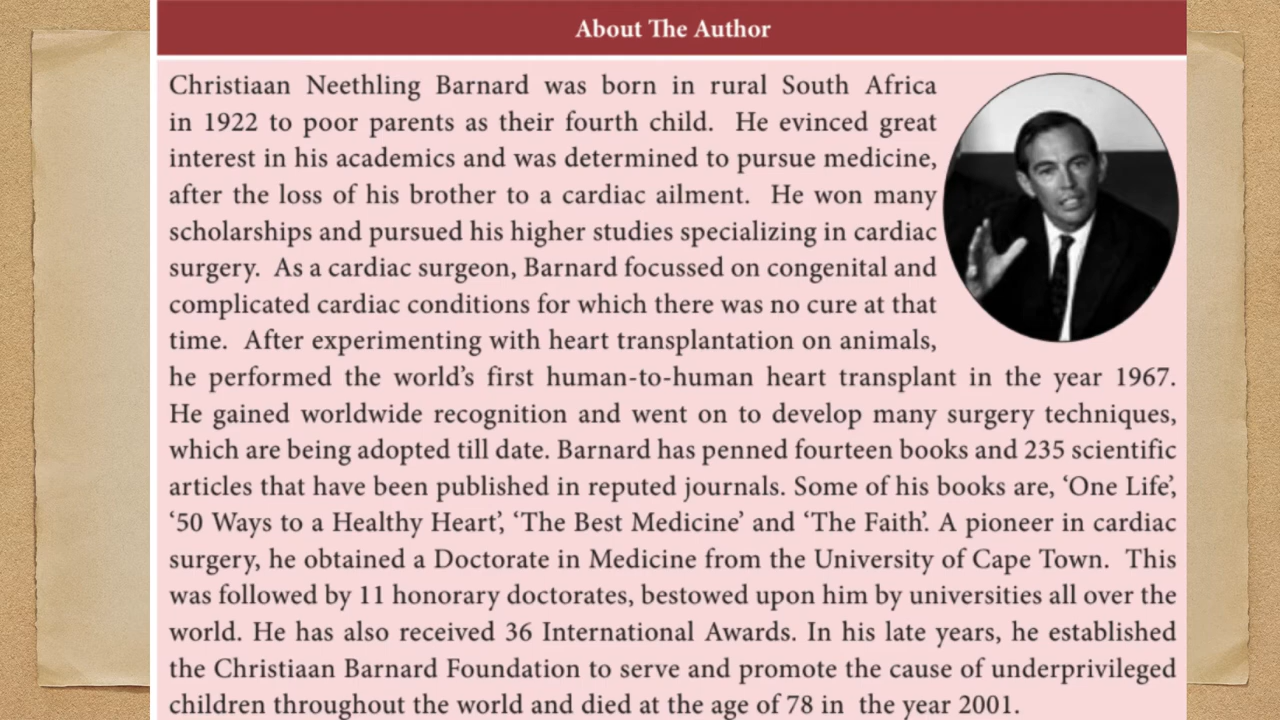 About The Author
Christiaan Neethling Barnard was born in rural South Africa
in 1922 to poor parents as their fourth child. He evinced great
interest in his academics and was determined to pursue medicine,
after the loss of his brother to a cardiac ailment. He won many
scholarships and pursued his higher studies specializing in cardiac
surgery. As a cardiac surgeon, Barnard focussed on congenital and
complicated cardiac conditions for which there was no cure at that
time. After experimenting with heart transplantation on animals,
he performed the world’s first human-to-human heart transplant in the year 1967.
He gained worldwide recognition and went on to develop many surgery techniques,
which are being adopted till date. Barnard has penned fourteen books and 235 scientific
articles that have been published in reputed journals. Some of his books are, ‘One Life’,
‘50 Ways to a Healthy Heart’, ‘The Best Medicine’ and ‘The Faith’. A pioneer in cardiac
surgery, he obtained a Doctorate in Medicine from the University of Cape Town. This
was followed by 11 honorary doctorates, bestowed upon him by universities all over the
world. He has also received 36 International Awards. In his late years, he established
the Christiaan Barnard Foundation to serve and promote the cause of underprivileged
children throughout the world and died at the age of 78 in the year 2001.